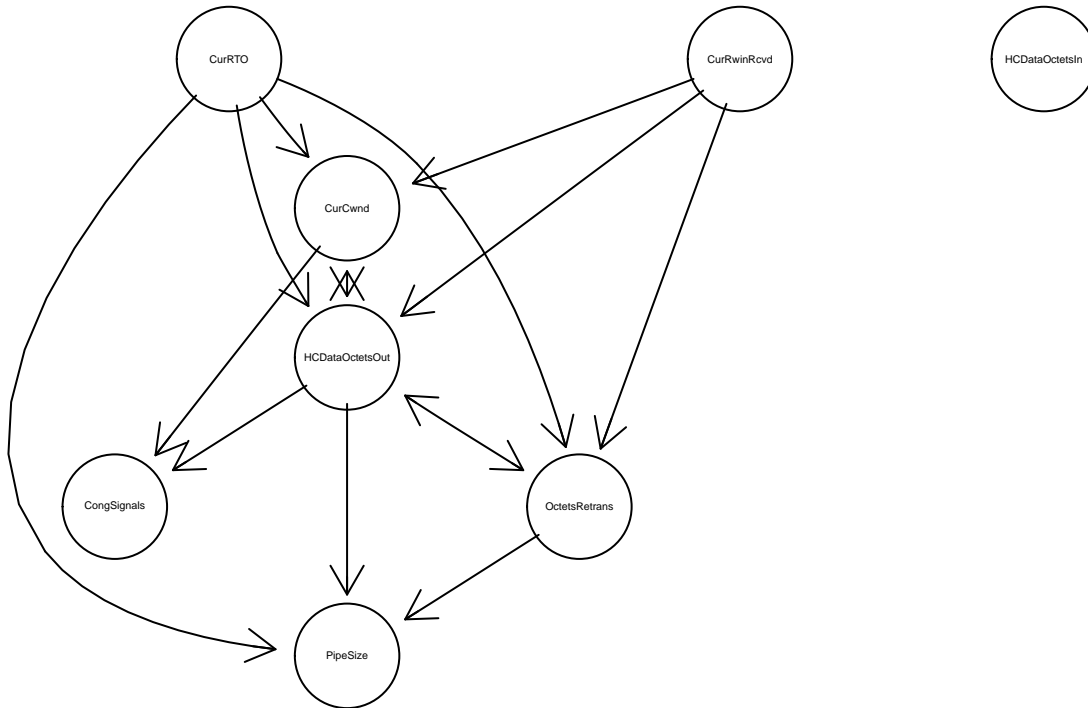 CurRTO
CurRwinRcvd
HCDataOctetsIn
CurCwnd
HCDataOctetsOut
CongSignals
OctetsRetrans
PipeSize